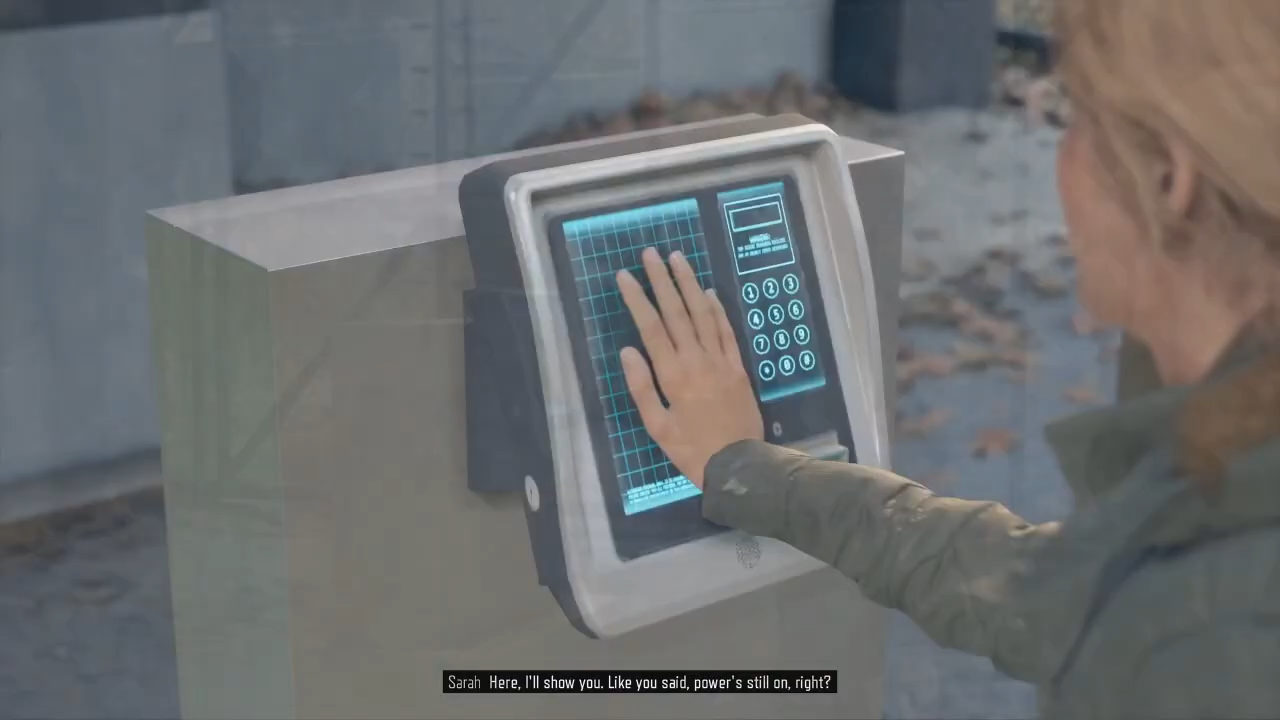 WARNING:
1 2 3
4 5 6
7 8 9
* 0 #
Sarah Here, I'll show you. Like you said, power's still on, right?